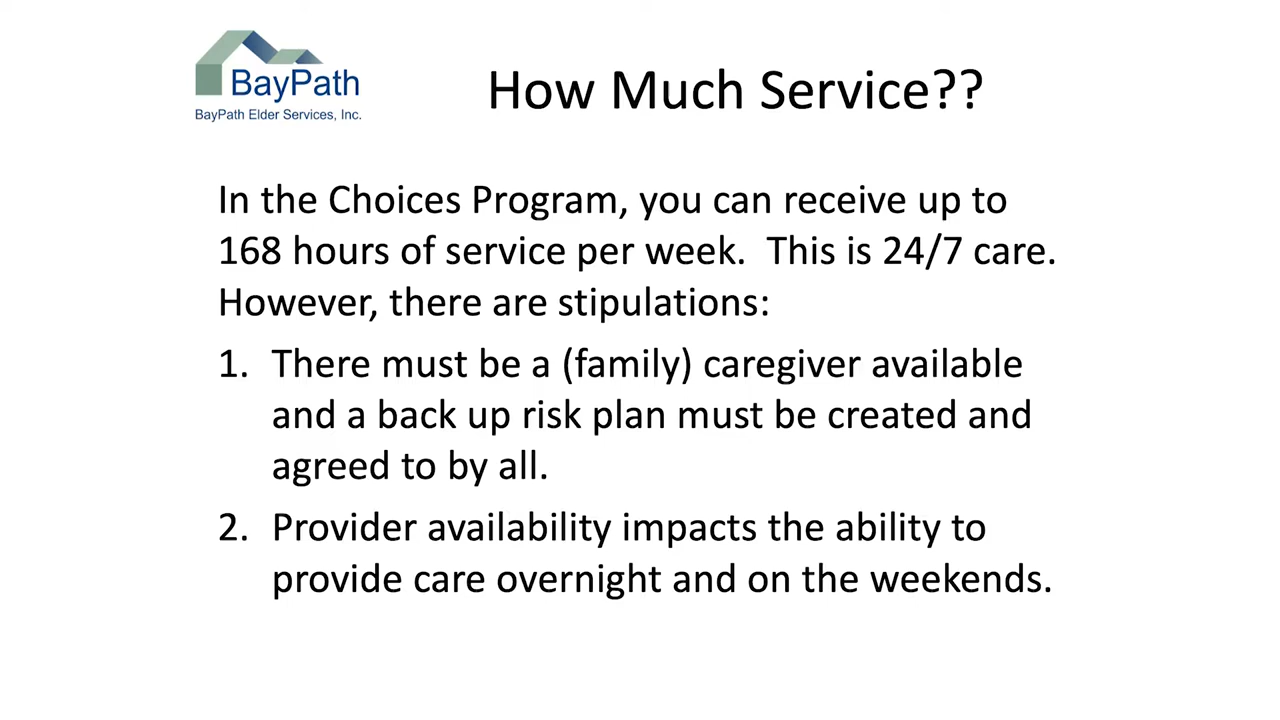 BayPath
BayPath Elder Services, Inc.
How Much Service??
In the Choices Program, you can receive up to
168 hours of service per week.  This is 24/7 care.
However, there are stipulations:
1. There must be a (family) caregiver available
and a back up risk plan must be created and
agreed to by all.
2. Provider availability impacts the ability to
provide care overnight and on the weekends.